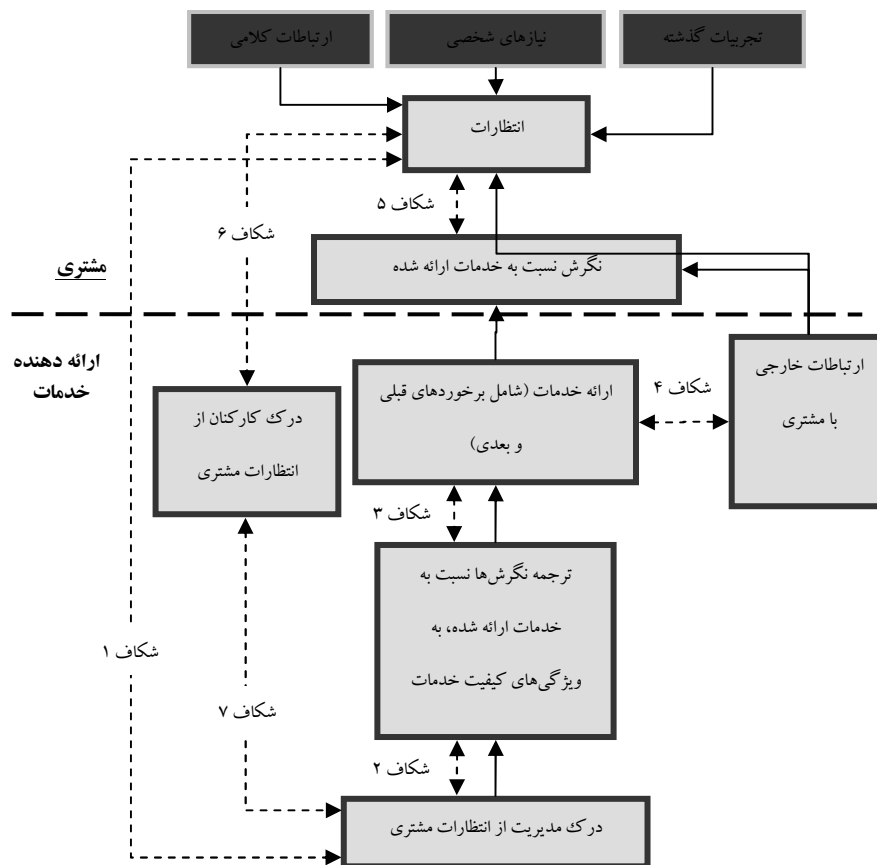 تجربیات گذشته
نیازهای شخصی
ارتباطات کلامی
انتظارات
شکاف ۵
شکاف ۶
نگرش نسبت به خدمات ارائه شده
مشتری
ارائه دهنده
خدمات
ارتباطات خارجی
با مشتری
شکاف ۴
ارائه خدمات (شامل برخوردهای قبلی
و بعدی)
درک کارکنان از
انتظارات مشتری
شکاف ۳
ترجمه نگرش‌ها نسبت به
خدمات ارائه شده، به
ویژگی‌های کیفیت خدمات
شکاف ۱
شکاف ۷
شکاف ۲
درک مدیریت از انتظارات مشتری